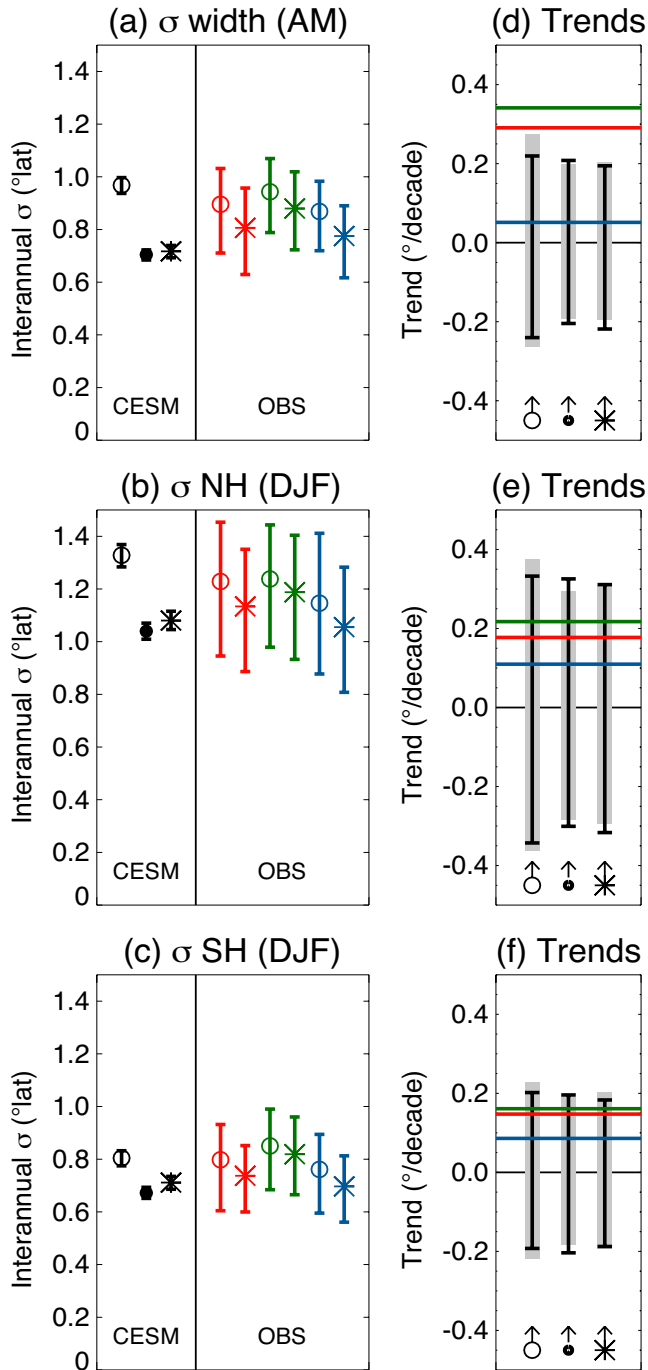 (a) σ width (AM)
Interannual σ (°lat)
1.4
1.2
1.0
0.8
0.6
0.4
0.2
0
CESM
OBS
(d) Trends
Trend (°/decade)
0.4
0.2
0.0
-0.2
-0.4
(b) σ NH (DJF)
Interannual σ (°lat)
1.4
1.2
1.0
0.8
0.6
0.4
0.2
0
CESM
OBS
(e) Trends
Trend (°/decade)
0.4
0.2
0.0
-0.2
-0.4
(c) σ SH (DJF)
Interannual σ (°lat)
1.4
1.2
1.0
0.8
0.6
0.4
0.2
0
CESM
OBS
(f) Trends
Trend (°/decade)
0.4
0.2
0.0
-0.2
-0.4